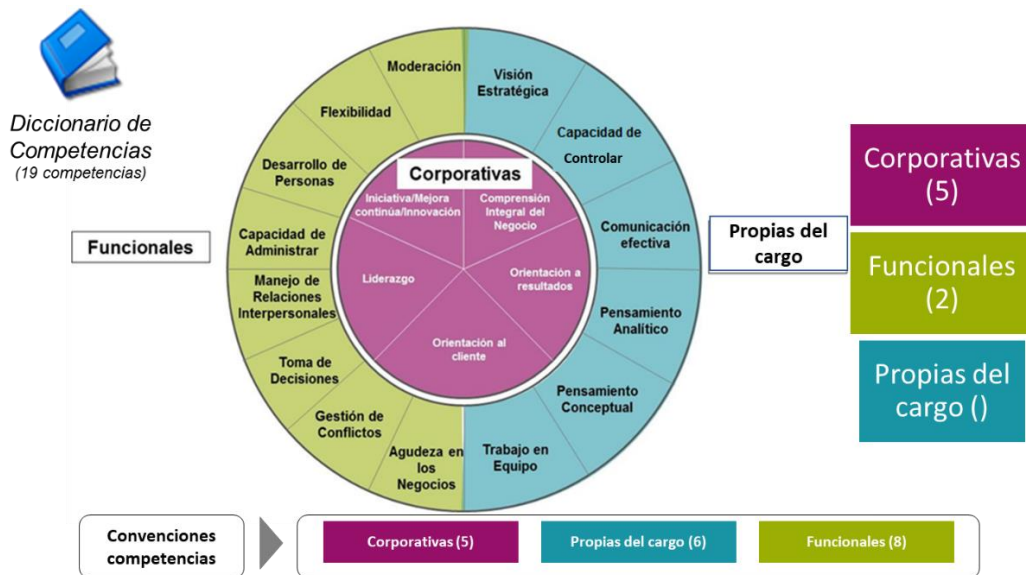 Diccionario de
Competencias
(19 competencias)
Funcionales
Moderación
Flexibilidad
Desarrollo de
Personas
Capacidad de
Administrar
Manejo de
Relaciones
Interpersonales
Toma de
Decisiones
Gestión de
Conflictos
Agudeza en
los
Negocios
Corporativas
Iniciativa/Mejora
continúa/Innovación
Comprensión
Integral del
Negocio
Liderazgo
Orientación a
resultados
Orientación al
cliente
Visión
Estratégica
Capacidad de
Controlar
Comunicación
efectiva
Pensamiento
Analítico
Pensamiento
Conceptual
Trabajo en
Equipo
Propias del
cargo
Corporativas
(5)
Funcionales
(2)
Propias del
cargo ()
Convenciones
competencias
Corporativas (5)
Propias del cargo (6)
Funcionales (8)